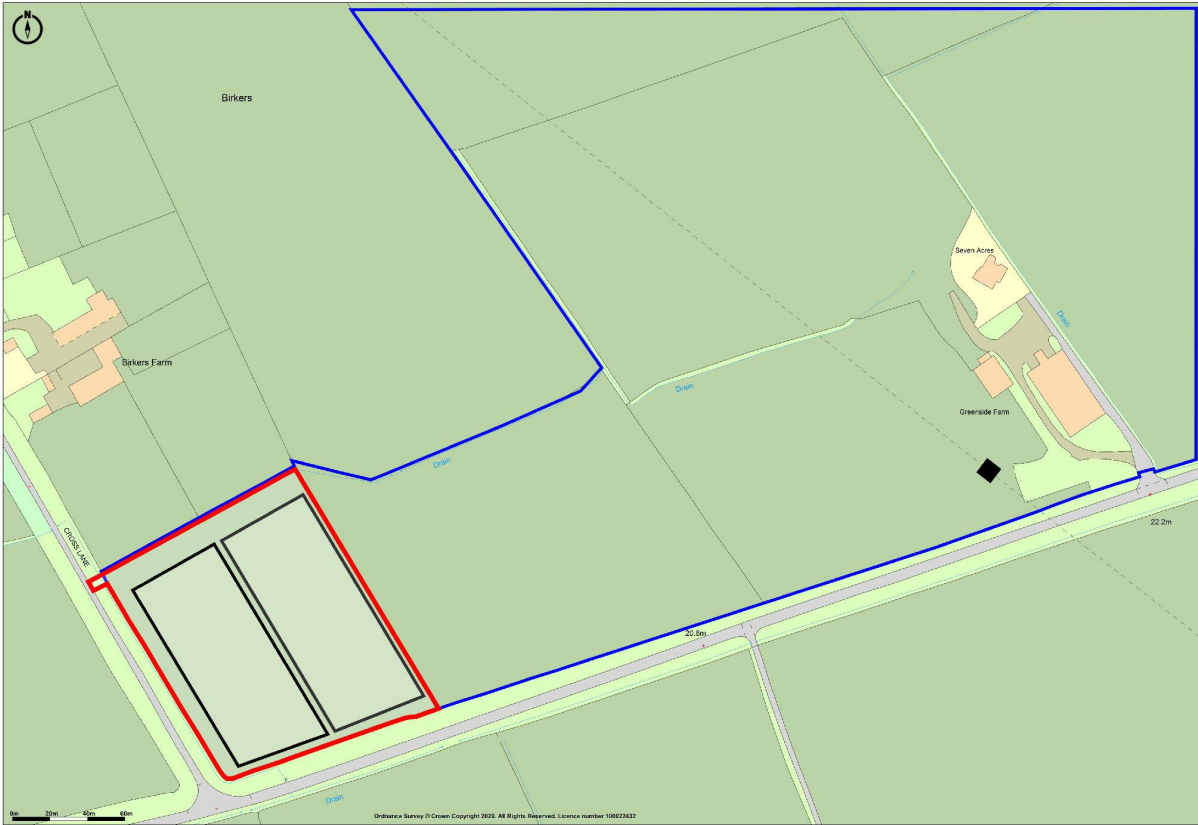 N
Birkers
Seven Acres
Drain
Birkers Farm
Drain
Greenside Farm
Drain
22.2m
CROSS LANE
20.8m
Drain
0m 20m 40m 60m
Ordnance Survey © Crown Copyright 2020. All Rights Reserved. Licence number 100022432